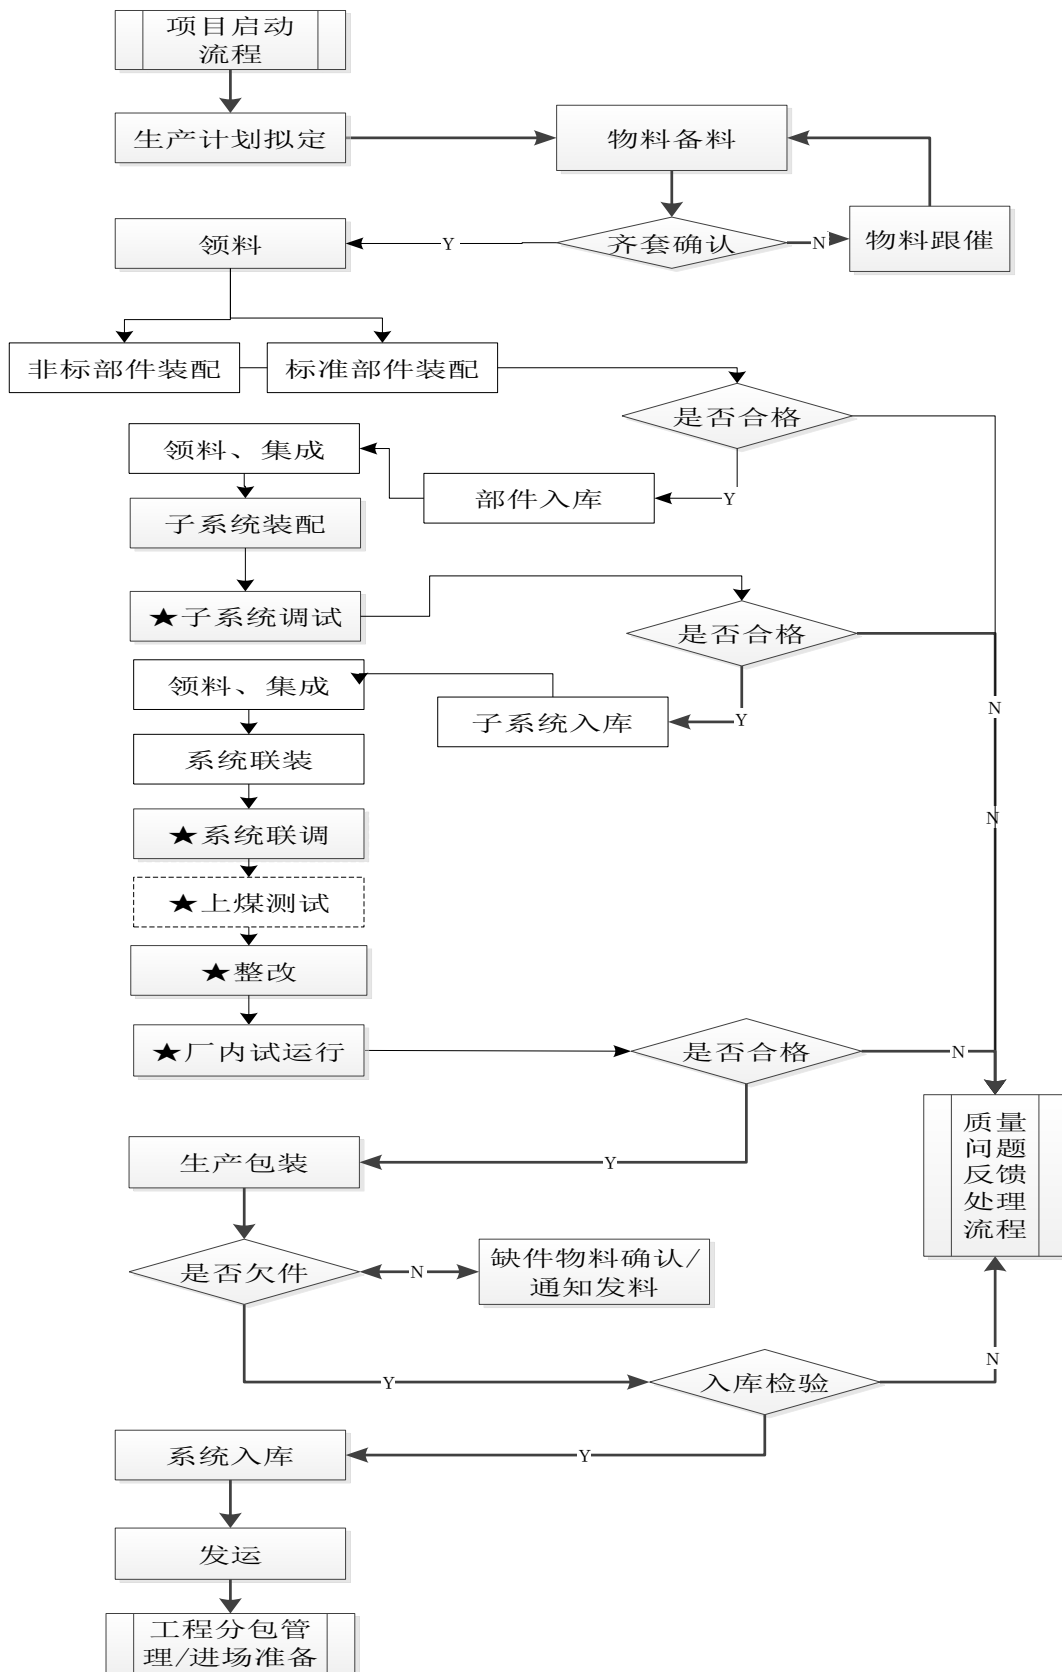 项目启动
流程
生产计划拟定
物料备料
领料
Y
齐套确认
N
物料跟催
非标部件装配
标准部件装配
是否合格
领料、集成
部件入库
Y
子系统装配
★子系统调试
是否合格
领料、集成
子系统入库
Y
N
系统联装
★系统联调
N
★上煤测试
★整改
★厂内试运行
是否合格
N
质量
问题
反馈
处理
流程
生产包装
Y
是否欠件
N
缺件物料确认/
通知发料
Y
入库检验
N
系统入库
Y
发运
工程分包管
理/进场准备